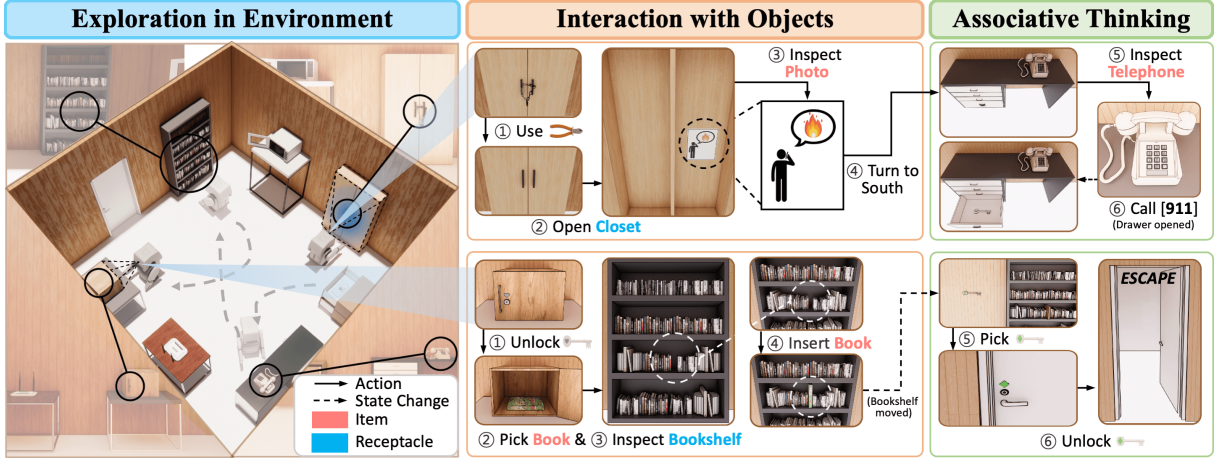 Exploration in Environment
Interaction with Objects
Associative Thinking
Action
State Change
Item
Receptacle
① Use
② Open Closet
③ Inspect
Photo
④ Turn to
South
⑤ Inspect
Telephone
⑥ Call [911]
(Drawer opened)
① Unlock
② Pick Book & ③ Inspect Bookshelf
④ Insert Book
(Bookshelf
moved)
⑤ Pick
ESCAPE
⑥ Unlock